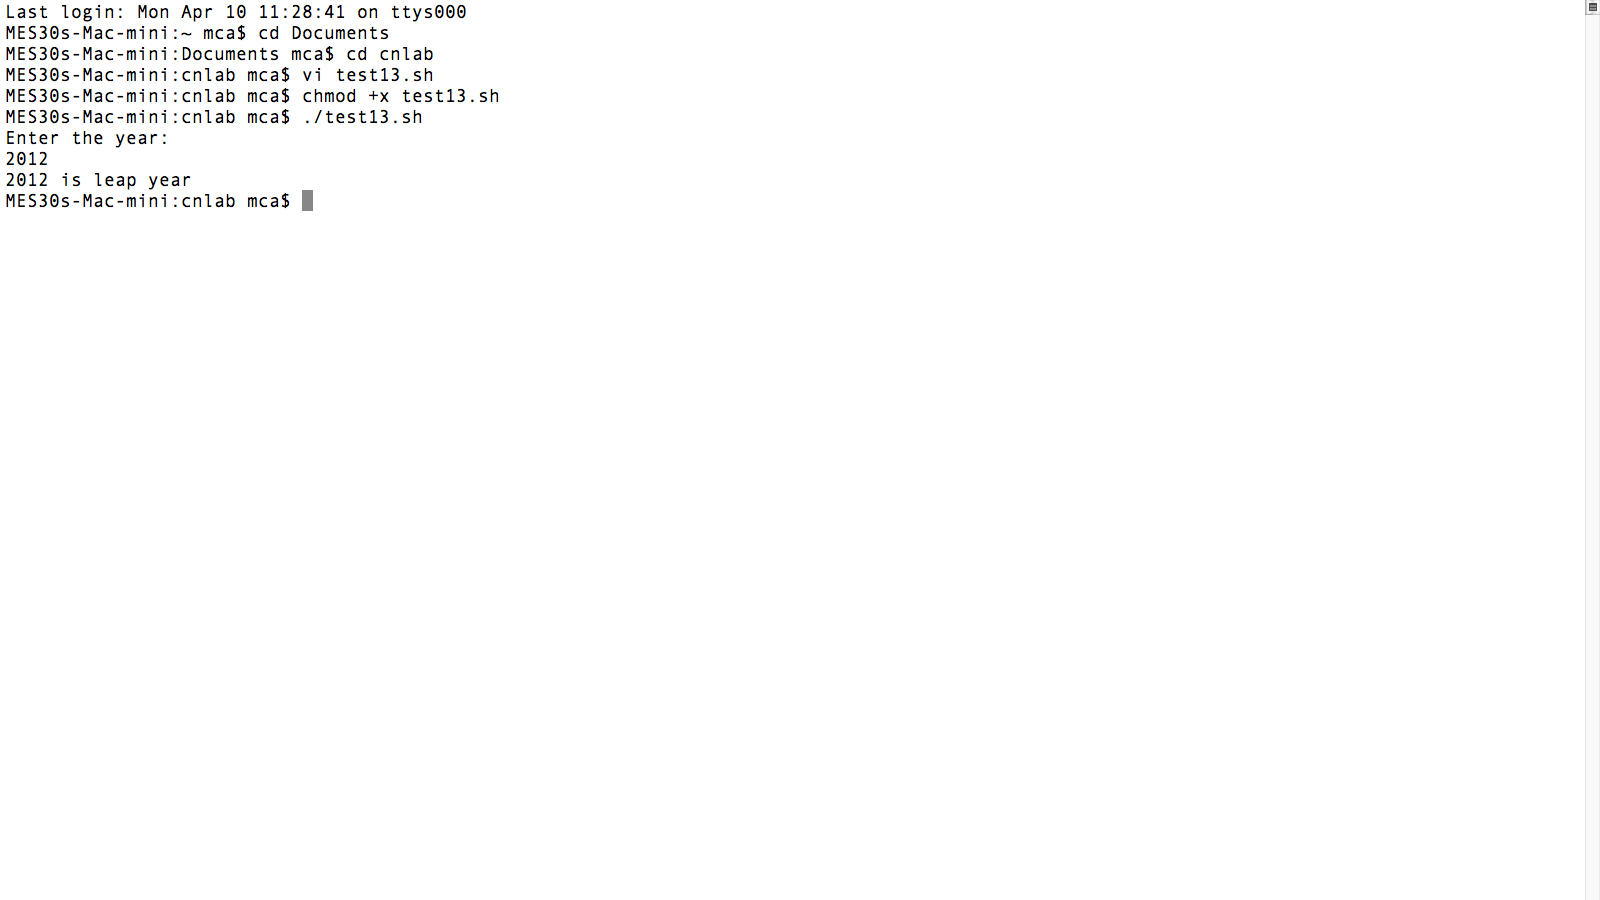 Last login: Mon Apr 10 11:28:41 on ttys000
MES30s-Mac-mini:~ mca$ cd Documents
MES30s-Mac-mini:Documents mca$ cd cnlab
MES30s-Mac-mini:cnlab mca$ vi test13.sh
MES30s-Mac-mini:cnlab mca$ chmod +x test13.sh
MES30s-Mac-mini:cnlab mca$ ./test13.sh
Enter the year:
2012
2012 is leap year
MES30s-Mac-mini:cnlab mca$